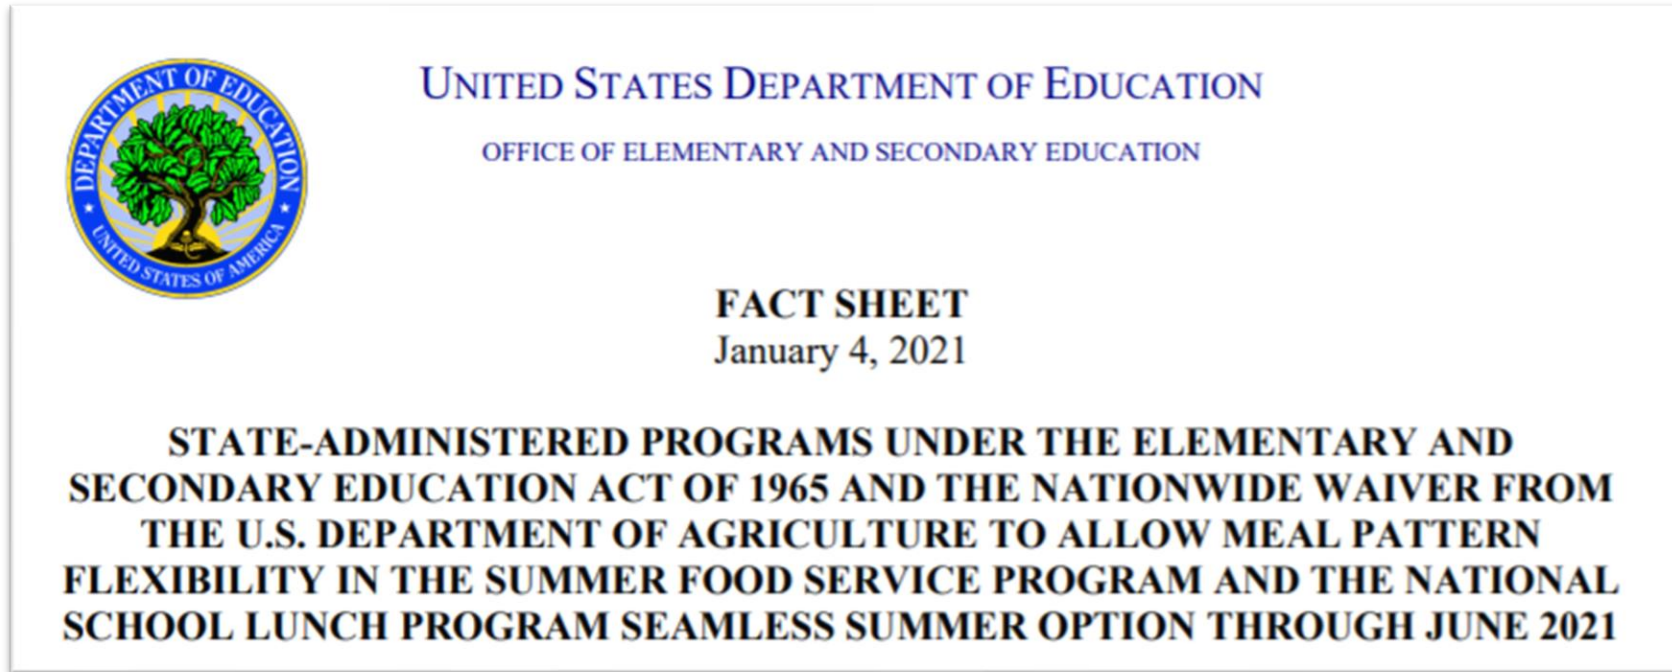 DEPARTMENT OF EDUCATION
UNITED STATES OF AMERICA
UNITED STATES DEPARTMENT OF EDUCATION
OFFICE OF ELEMENTARY AND SECONDARY EDUCATION
FACT SHEET
January 4, 2021
STATE-ADMINISTERED PROGRAMS UNDER THE ELEMENTARY AND
SECONDARY EDUCATION ACT OF 1965 AND THE NATIONWIDE WAIVER FROM
THE U.S. DEPARTMENT OF AGRICULTURE TO ALLOW MEAL PATTERN
FLEXIBILITY IN THE SUMMER FOOD SERVICE PROGRAM AND THE NATIONAL
SCHOOL LUNCH PROGRAM SEAMLESS SUMMER OPTION THROUGH JUNE 2021